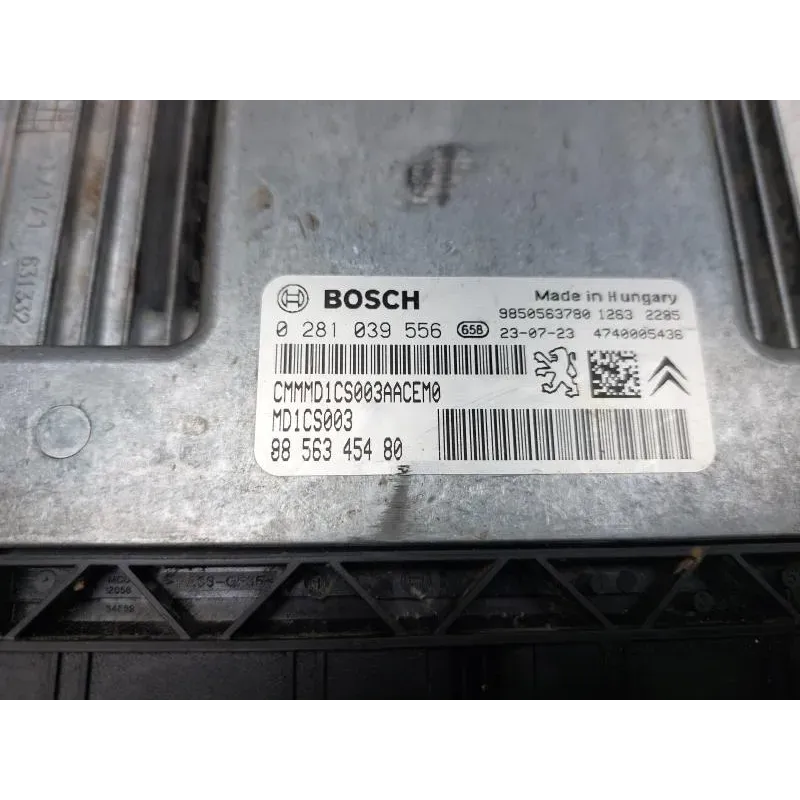 BOSCH
Made in Hungary
9850563780 1263 2285
0 281 039 556 658 23-07-23 4740005436
CMMMD1CS003AACEM0
MD1CS003
98 563 454 80